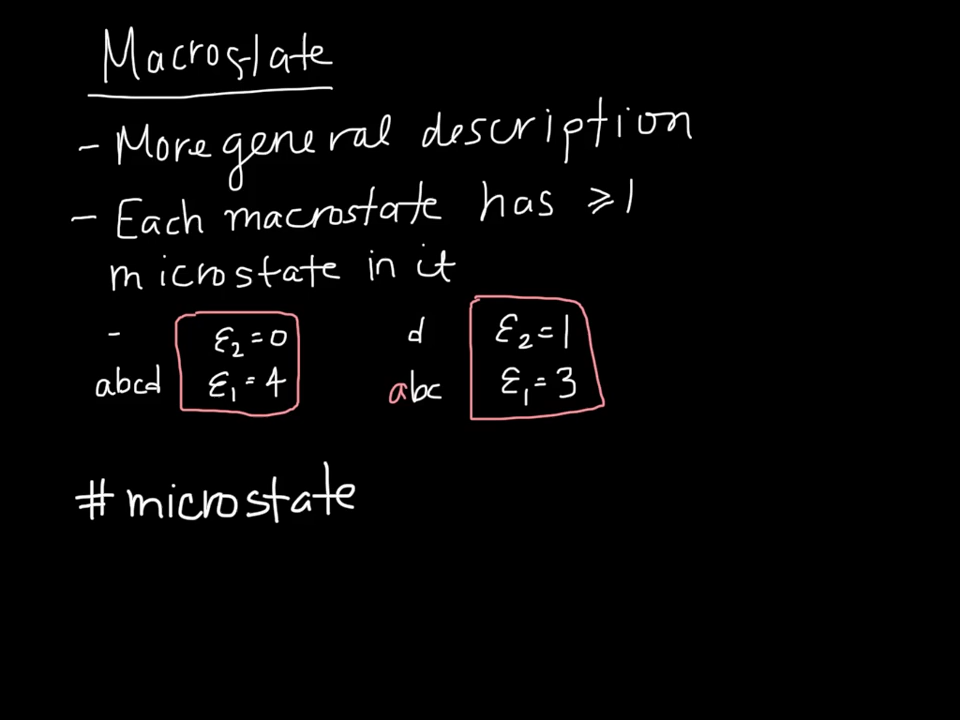 Macrostate
- More general description
- Each macrostate has ⩾1
microstate in it
- ε₂=0 d ε₂=1
abcd ε₁=4 abc ε₁=3
#microstate